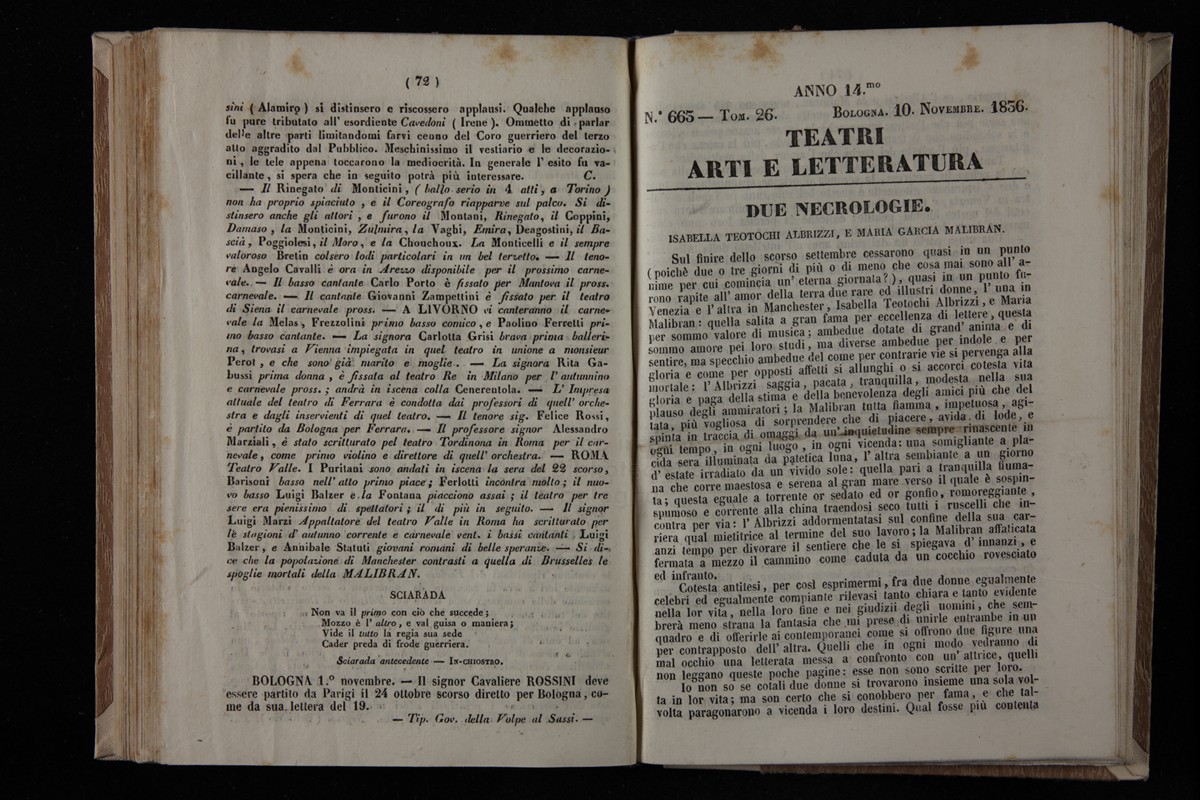 ( 72 )
sini ( Alamiro ) si distinsero e riscossero applausi. Qualche applauso
fu pure tributato all' esordiente Cavedoni ( Irene ). Ommetto di parlar
delle altre parti limitandomi farvi cenno del Coro guerriero del terzo
atto aggradito dal Pubblico. Meschinissimo il vestiario e le decorazio-
ni, le tele appena toccarono la mediocrità. In generale l' esito fu va-
cillante, si spera che in seguito potrà più interessare. C.
— Il Rinegato di Monticini, ( ballo serio in 4 atti, a Torino )
non ha proprio spiaciuto, e il Coreografo riapparve sul palco. Si di-
stinsero anche gli attori, e furono il Montani, Rinegato, il Coppini,
Damaso, la Monticini, Zulmira, la Vaghi, Emira, Deagostini, il Ba-
scià, Poggiolesi, il Moro, e la Chouchoux. La Monticelli e il sempre
valoroso Bretin colsero lodi particolari in un bel terzetto. — Il teno-
re Angelo Cavalli è ora in Arezzo disponibile per il prossimo carne-
vale. — Il basso cantante Carlo Porto è fissato per Mantova il pross.
carnevale. — Il cantante Giovanni Zampettini è fissato per il teatro
di Siena il carnevale pross. — A LIVORNO vi canteranno il carne-
vale la Melas, Frezzolini primo basso comico, e Paolino Ferretti pri-
mo basso cantante. — La signora Carlotta Grisi brava prima balleri-
na, trovasi a Vienna impiegata in quel teatro in unione a monsieur
Perot, e che sono già marito e moglie. — La signora Rita Ga-
bussi prima donna, è fissata al teatro Re in Milano per l' autunnino
e carnevale pross.; andrà in iscena colla Cenerentola. — L' Impresa
attuale del teatro di Ferrara è condotta dai professori di quell' orche-
stra e dagli inservienti di quel teatro. — Il tenore sig. Felice Rossi,
è partito da Bologna per Ferrara. — Il professore signor Alessandro
Marziali, è stato scritturato pel teatro Tordinona in Roma per il car-
nevale, come primo violino e direttore di quell' orchestra. — ROMA
Teatro Valle. I Puritani sono andati in iscena la sera del 22 scorso,
Barisoni basso nell' atto primo piace; Ferlotti incontra molto; il nuo-
vo basso Luigi Balzer e la Fontana piacciono assai; il teatro per tre
sere era pienissimo di spettatori; il di più in seguito. — Il signor
Luigi Marzi Appaltatore del teatro Valle in Roma ha scritturato per
le stagioni d' autunno corrente e carnevale vent. i bassi cantanti Luigi
Balzer, e Annibale Statuti giovani romani di belle speranze. — Si di-
ce che la popolazione di Manchester contrasti a quella di Brusselles le
spoglie mortali della MALIBRAN.
SCIARADA
Non va il primo con ciò che succede;
Mozzo è l' altro, e val guisa o maniera;
Vide il tutto la regia sua sede
Cader preda di frode guerriera.
Sciarada antecedente — IN-CHIOSTRO.
BOLOGNA 1.° novembre. — Il signor Cavaliere ROSSINI deve
essere partito da Parigi il 24 ottobre scorso diretto per Bologna, co-
me da sua lettera del 19.
— Tip. Gov. della Volpe al Sassi. —
ANNO 14.mo
N.° 663 — TOM. 26. BOLOGNA. 10. NOVEMBRE. 1836.
TEATRI
ARTI E LETTERATURA
DUE NECROLOGIE.
ISABELLA TEOTOCHI ALBRIZZI, E MARIA GARCIA MALIBRAN.
Sul finire dello scorso settembre cessarono quasi in un punto
(poichè due o tre giorni di più o di meno che cosa mai sono all' a-
nime per cui comincia un' eterna giornata?), quasi in un punto fu-
rono rapite all' amor della terra due rare ed illustri donne, l' una in
Venezia e l' altra in Manchester, Isabella Teotochi Albrizzi, e Maria
Malibran: quella salita a gran fama per eccellenza di lettere, questa
per sommo valore di musica; ambedue dotate di grand' anima e di
sommo amore pei loro studi, ma diverse ambedue per indole e per
sentire, ma specchio ambedue del come per contrarie vie si pervenga alla
gloria e come per opposti affetti si allunghi o si accorci cotesta vita
mortale: l' Albrizzi saggia, pacata, tranquilla, modesta nella sua
gloria e paga della stima e della benevolenza degli amici più che del
plauso degli ammiratori; la Malibran tutta fiamma, impetuosa, agi-
tata, più vogliosa di sorprendere che di piacere, avida di lode, e
spinta in traccia di omaggi da un' inquietudine sempre rinascente in
ogni tempo, in ogni luogo, in ogni vicenda: una somigliante a pla-
cida sera illuminata da patetica luna, l' altra sembiante a un giorno
d' estate irradiato da un vivido sole: quella pari a tranquilla fiuma-
na che corre maestosa e serena al gran mare verso il quale è sospin-
ta; questa eguale a torrente or sedato ed or gonfio, romoreggiante,
spumoso e corrente alla china traendosi seco tutti i ruscelli che in-
contra per via: l' Albrizzi addormentatasi sul confine della sua car-
riera qual mietitrice al termine del suo lavoro; la Malibran affaticata
anzi tempo per divorare il sentiere che le si spiegava d' innanzi, e
fermata a mezzo il cammino come caduta da un cocchio rovesciato
ed infranto.
Cotesta antitesi, per così esprimermi, fra due donne egualmente
celebri ed egualmente compiante rilevasi tanto chiara e tanto evidente
nella lor vita, nella loro fine e nei giudizii degli uomini, che sem-
brerà meno strana la fantasia che mi prese di unirle entrambe in un
quadro e di offerirle ai contemporanei come si offrono due figure una
per contrapposto dell' altra. Quelli che in ogni modo vedranno di
mal occhio una letterata messa a confronto con un' attrice, quelli
non leggano queste poche pagine: esse non sono scritte per loro.
Io non so se cotali due donne si trovarono insieme una sola vol-
ta in lor vita; ma son certo che si conobbero per fama, e che tal-
volta paragonarono a vicenda i loro destini. Qual fosse più contenta